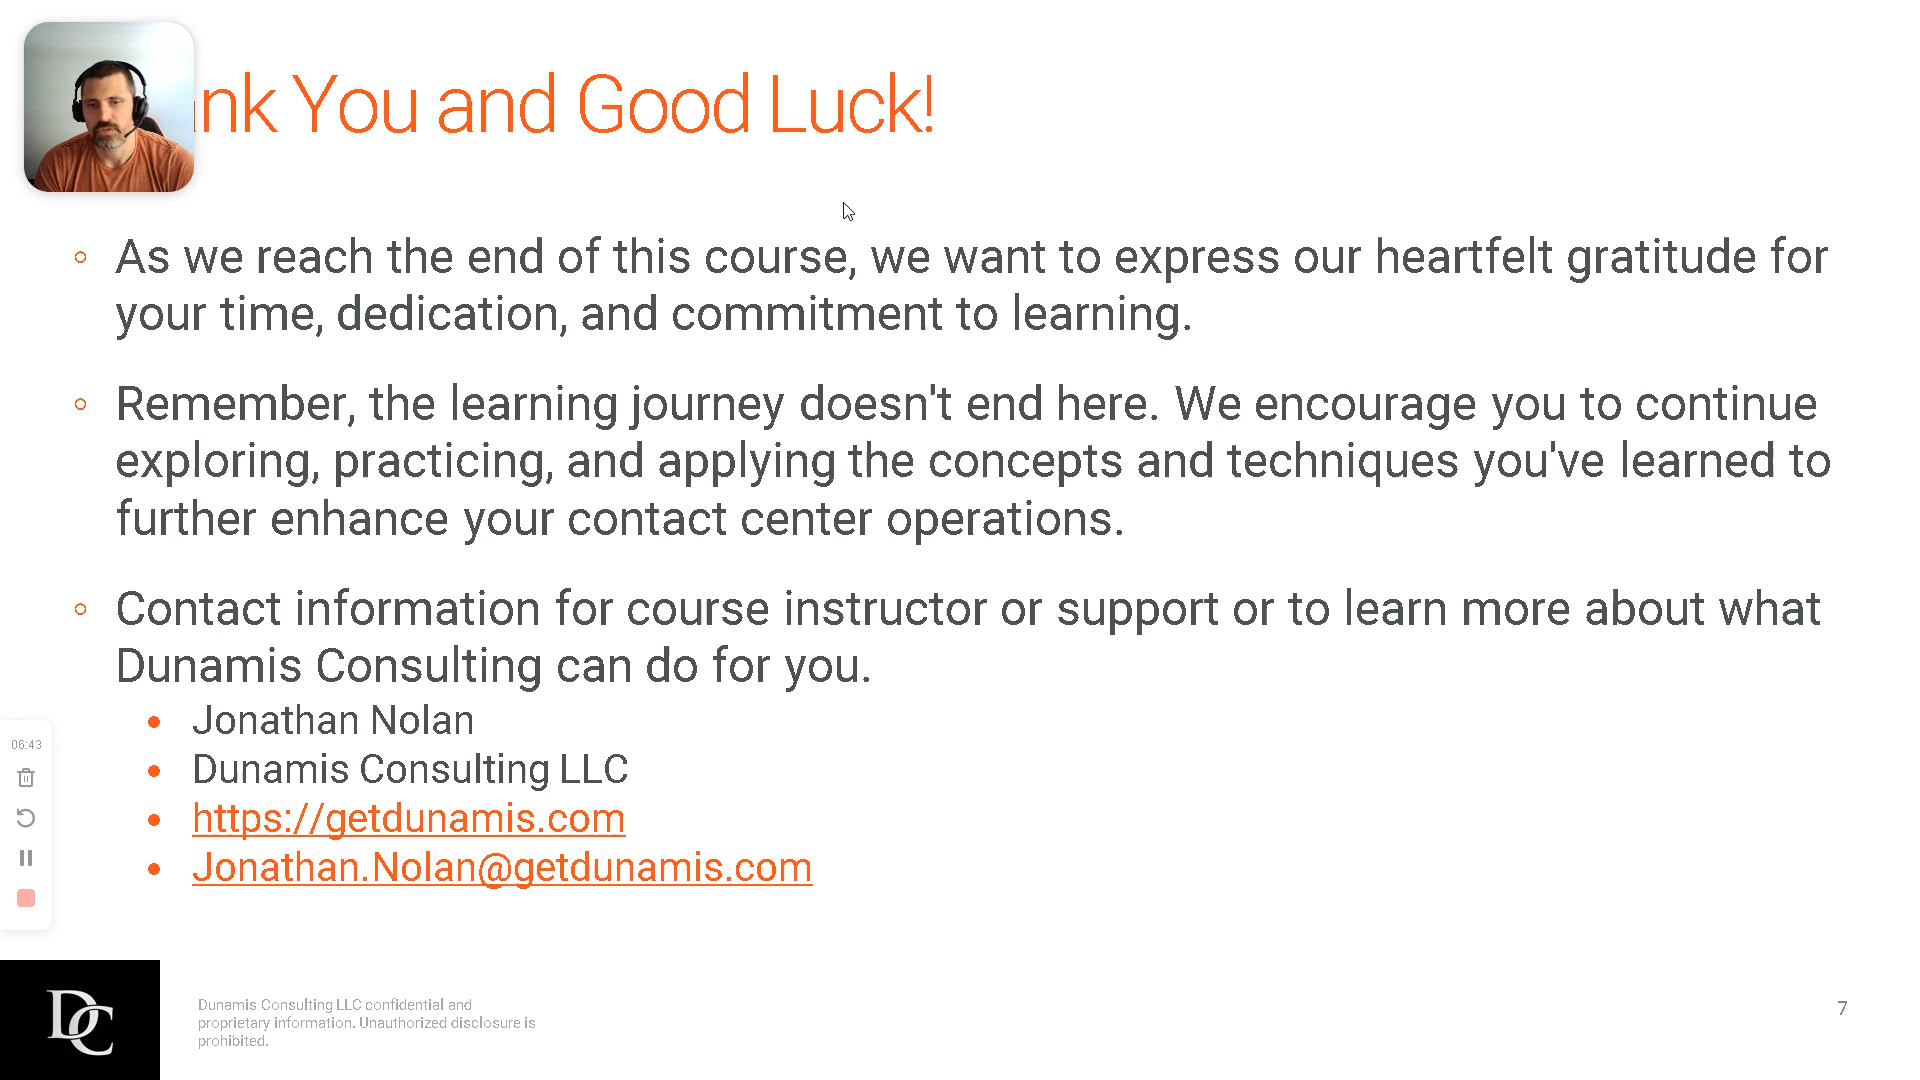 nk You and Good Luck!
As we reach the end of this course, we want to express our heartfelt gratitude for
your time, dedication, and commitment to learning.
Remember, the learning journey doesn't end here. We encourage you to continue
exploring, practicing, and applying the concepts and techniques you've learned to
further enhance your contact center operations.
Contact information for course instructor or support or to learn more about what
Dunamis Consulting can do for you.
Jonathan Nolan
Dunamis Consulting LLC
https://getdunamis.com
Jonathan.Nolan@getdunamis.com
06:43
DC
Dunamis Consulting LLC confidential and
proprietary information. Unauthorized disclosure is
prohibited.
7